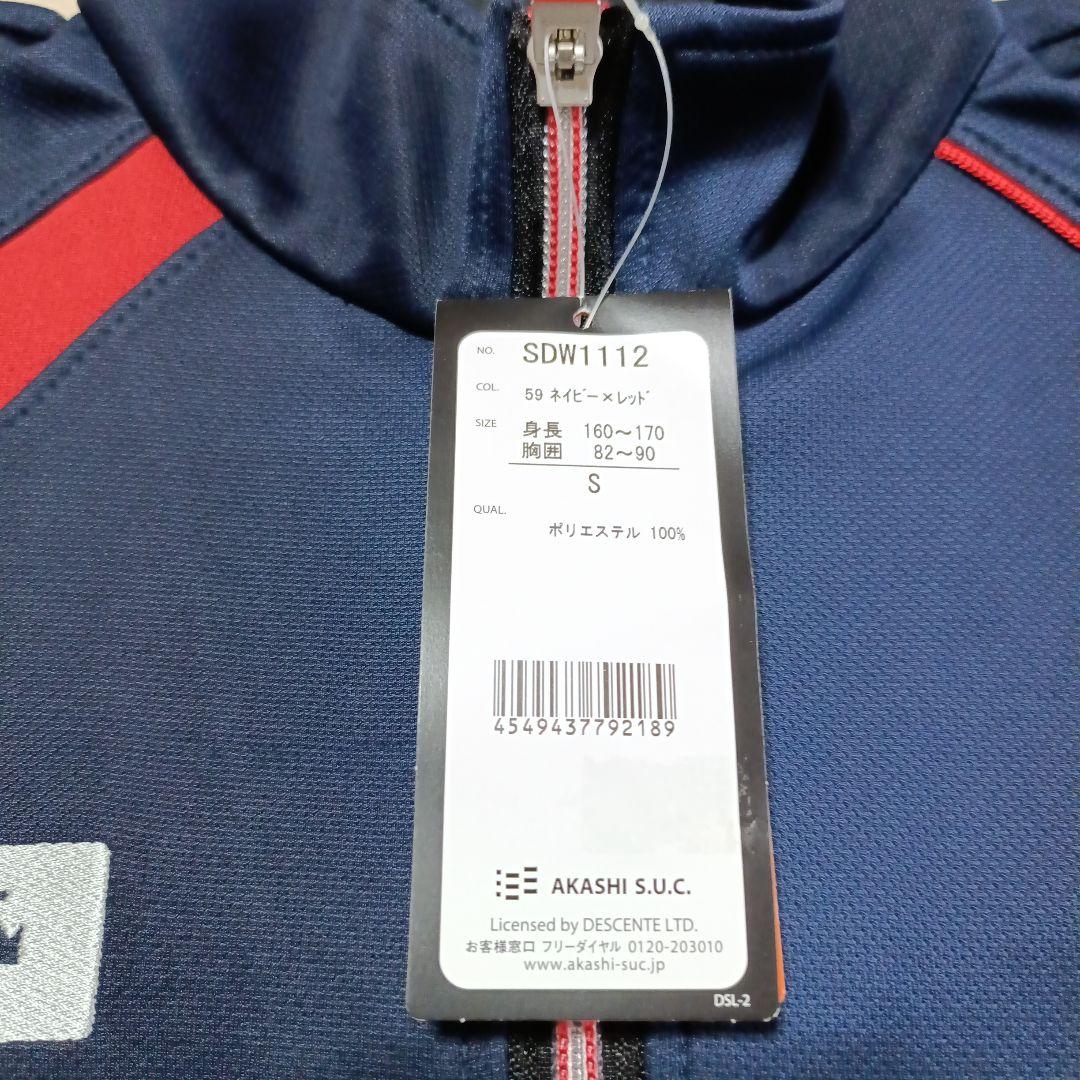 NO. SDW1112
COL. 59 ネイビー×レッド
SIZE 身長 160～170
胸囲 82～90
S
QUAL. ポリエステル 100%
4549437792189
AKASHI S.U.C.
Licensed by DESCENTE LTD.
お客様窓口 フリーダイヤル 0120-203010
www.akashi-suc.jp
DSL-2